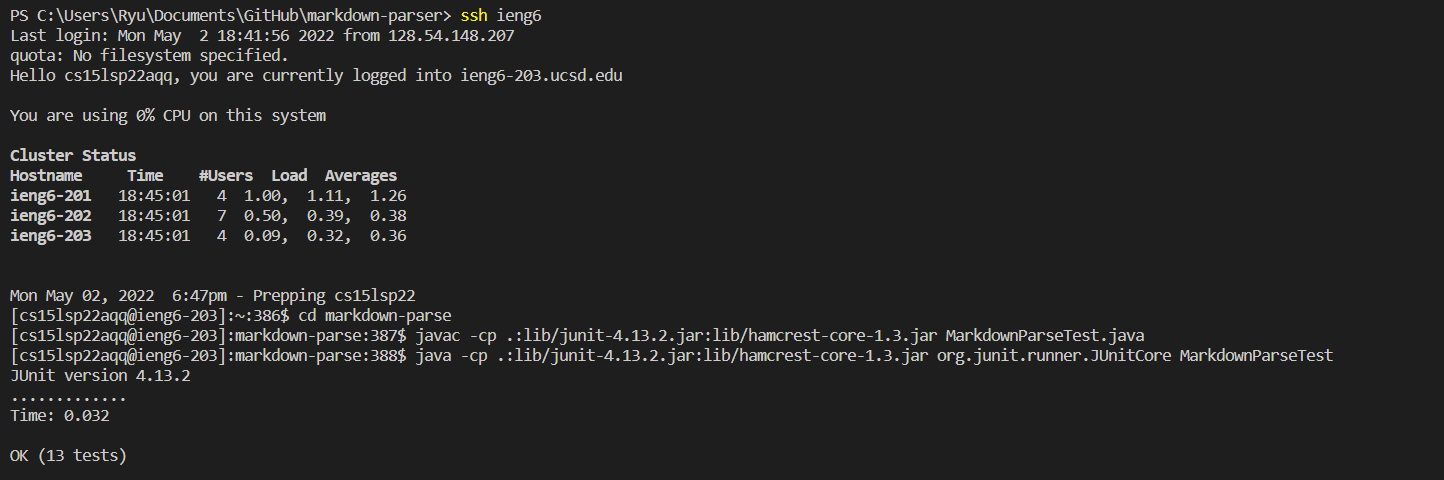 PS C:\Users\Ryu\Documents\GitHub\markdown-parser> ssh ieng6
Last login: Mon May  2 18:41:56 2022 from 128.54.148.207
quota: No filesystem specified.
Hello cs15lsp22aqq, you are currently logged into ieng6-203.ucsd.edu
You are using 0% CPU on this system
Cluster Status
Hostname     Time    #Users  Load  Averages
ieng6-201   18:45:01   4  1.00,  1.11,  1.26
ieng6-202   18:45:01   7  0.50,  0.39,  0.38
ieng6-203   18:45:01   4  0.09,  0.32,  0.36
Mon May 02, 2022  6:47pm - Prepping cs15lsp22
[cs15lsp22aqq@ieng6-203]:~:386$ cd markdown-parse
[cs15lsp22aqq@ieng6-203]:markdown-parse:387$ javac -cp .:lib/junit-4.13.2.jar:lib/hamcrest-core-1.3.jar MarkdownParseTest.java
[cs15lsp22aqq@ieng6-203]:markdown-parse:388$ java -cp .:lib/junit-4.13.2.jar:lib/hamcrest-core-1.3.jar org.junit.runner.JUnitCore MarkdownParseTest
JUnit version 4.13.2
.............
Time: 0.032
OK (13 tests)